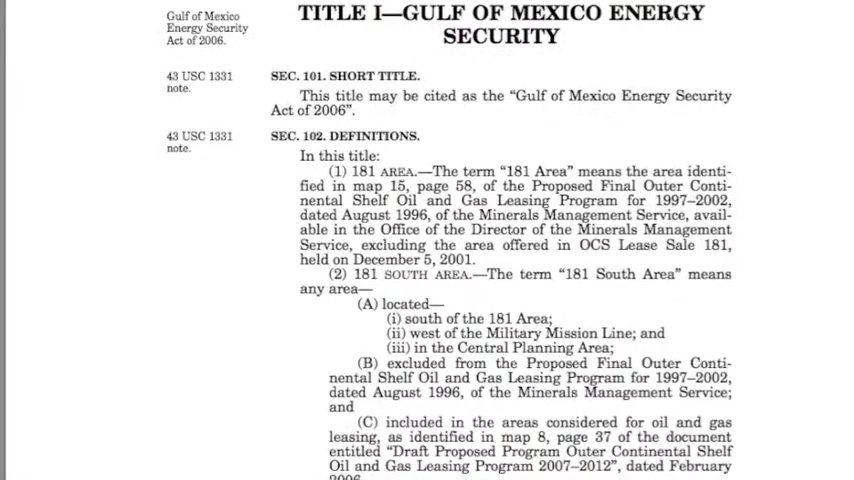 Gulf of Mexico
Energy Security
Act of 2006.
TITLE I—GULF OF MEXICO ENERGY
SECURITY
43 USC 1331
note.
SEC. 101. SHORT TITLE.
This title may be cited as the “Gulf of Mexico Energy Security
Act of 2006”.
43 USC 1331
note.
SEC. 102. DEFINITIONS.
In this title:
(1) 181 AREA.—The term “181 Area” means the area identi-
fied in map 15, page 58, of the Proposed Final Outer Conti-
nental Shelf Oil and Gas Leasing Program for 1997–2002,
dated August 1996, of the Minerals Management Service, avail-
able in the Office of the Director of the Minerals Management
Service, excluding the area offered in OCS Lease Sale 181,
held on December 5, 2001.
(2) 181 SOUTH AREA.—The term “181 South Area” means
any area—
(A) located—
(i) south of the 181 Area;
(ii) west of the Military Mission Line; and
(iii) in the Central Planning Area;
(B) excluded from the Proposed Final Outer Conti-
nental Shelf Oil and Gas Leasing Program for 1997–2002,
dated August 1996, of the Minerals Management Service;
and
(C) included in the areas considered for oil and gas
leasing, as identified in map 8, page 37 of the document
entitled “Draft Proposed Program Outer Continental Shelf
Oil and Gas Leasing Program 2007–2012”, dated February